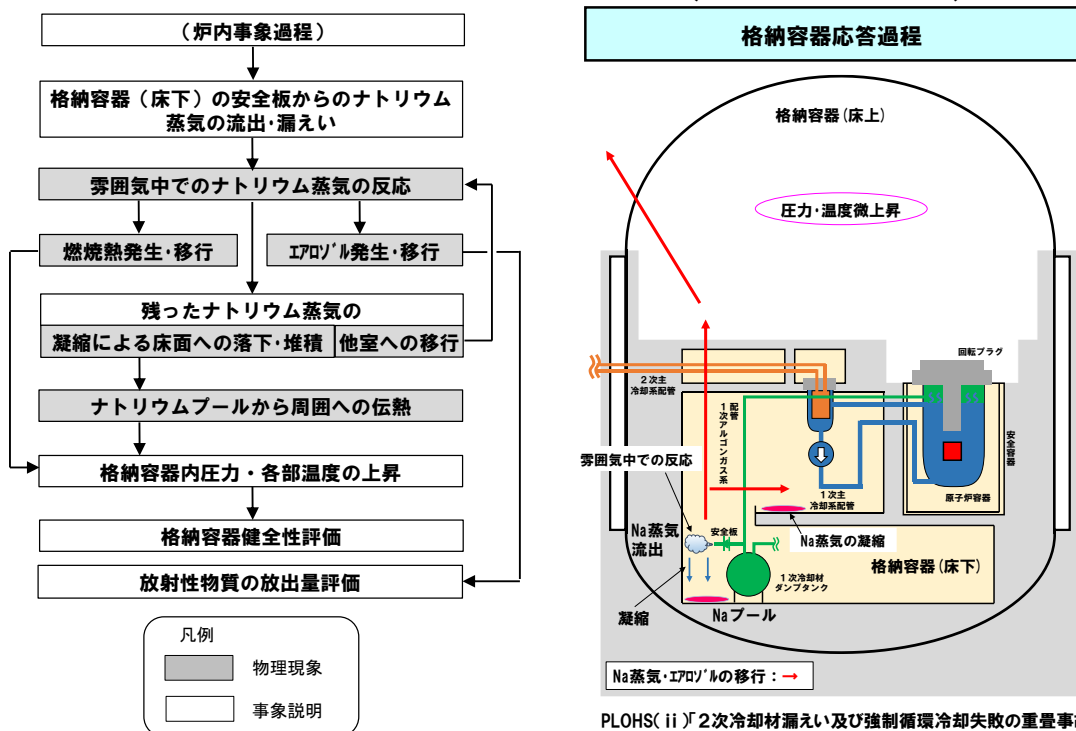 (炉内事象過程)
格納容器（床下）の安全板からのナトリウム
蒸気の流出・漏えい
雰囲気中でのナトリウム蒸気の反応
燃焼熱発生・移行
ｴｱﾛｿﾞﾙ発生・移行
残ったナトリウム蒸気の
凝縮による床面への落下・堆積
他室への移行
ナトリウムプールから周囲への伝熱
格納容器内圧力・各部温度の上昇
格納容器健全性評価
放射性物質の放出量評価
凡例
物理現象
事象説明
格納容器応答過程
格納容器(床上)
圧力・温度微上昇
回転プラグ
２次主
冷却系配管
配管
１次アルゴンガス系
安全容器
雰囲気中での反応
原子炉容器
１次主
冷却系配管
Na蒸気
流出
安全板
Na蒸気の凝縮
格納容器(床下)
１次冷却材
ダンプタンク
凝縮
Naプール
Na蒸気・ｴｱﾛｿﾞﾙの移行：→
PLOHS(ⅱ)「２次冷却材漏えい及び強制循環冷却失敗の重畳事